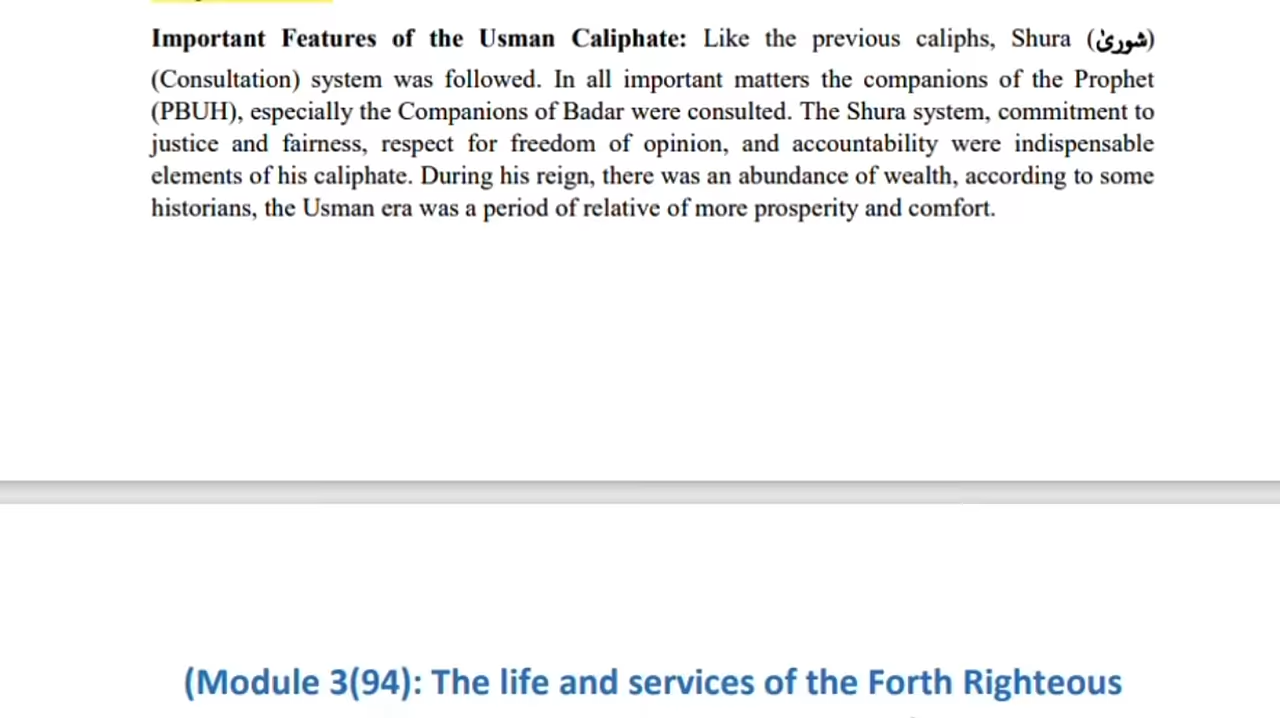 Important Features of the Usman Caliphate: Like the previous caliphs, Shura (شوریٰ)
(Consultation) system was followed. In all important matters the companions of the Prophet
(PBUH), especially the Companions of Badar were consulted. The Shura system, commitment to
justice and fairness, respect for freedom of opinion, and accountability were indispensable
elements of his caliphate. During his reign, there was an abundance of wealth, according to some
historians, the Usman era was a period of relative of more prosperity and comfort.
(Module 3(94): The life and services of the Forth Righteous